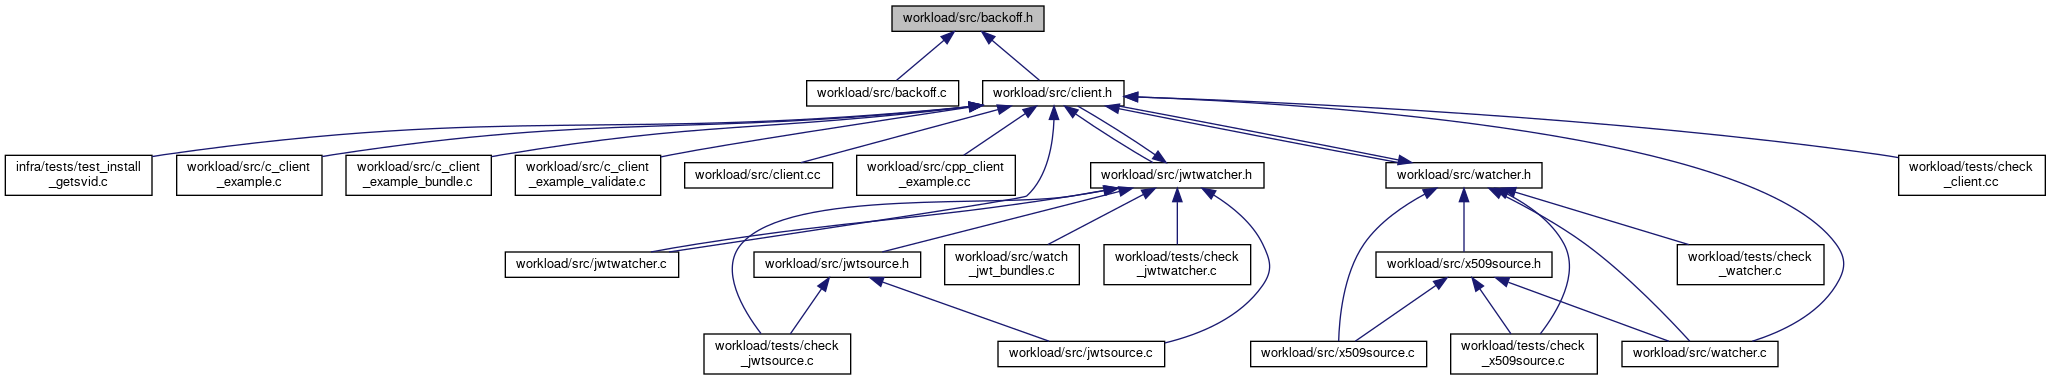 workload/src/backoff.h
workload/src/backoff.c
workload/src/client.h
infra/tests/test_install
_getsvid.c
workload/src/c_client
_example.c
workload/src/c_client
_example_bundle.c
workload/src/c_client
_example_validate.c
workload/src/client.cc
workload/src/cpp_client
_example.cc
workload/src/jwtwatcher.h
workload/src/watcher.h
workload/tests/check
_client.cc
workload/src/jwtwatcher.c
workload/src/jwtsource.h
workload/src/watch
_jwt_bundles.c
workload/tests/check
_jwtwatcher.c
workload/src/x509source.h
workload/tests/check
_watcher.c
workload/tests/check
_jwtsource.c
workload/src/jwtsource.c
workload/src/x509source.c
workload/tests/check
_x509source.c
workload/src/watcher.c